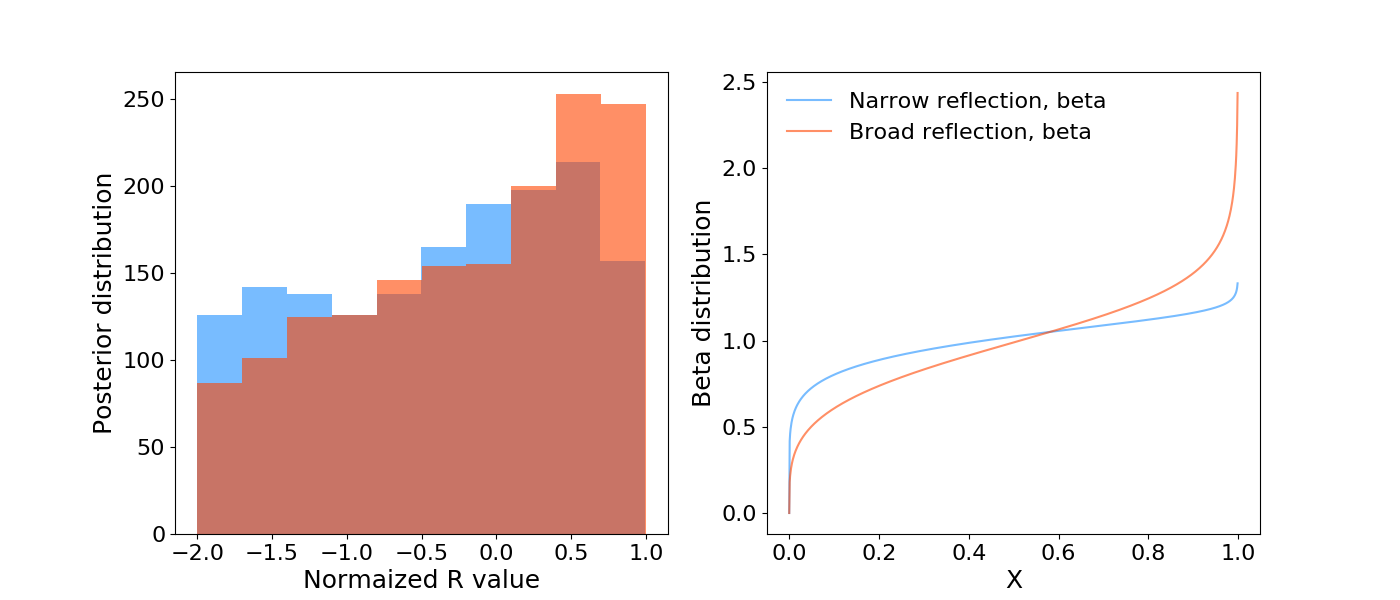 Posterior distribution
250
200
150
100
50
0
−2.0 −1.5 −1.0 −0.5 0.0 0.5 1.0
Normaized R value
Beta distribution
2.5
2.0
1.5
1.0
0.5
0.0
Narrow reflection, beta
Broad reflection, beta
0.0 0.2 0.4 0.6 0.8 1.0
X